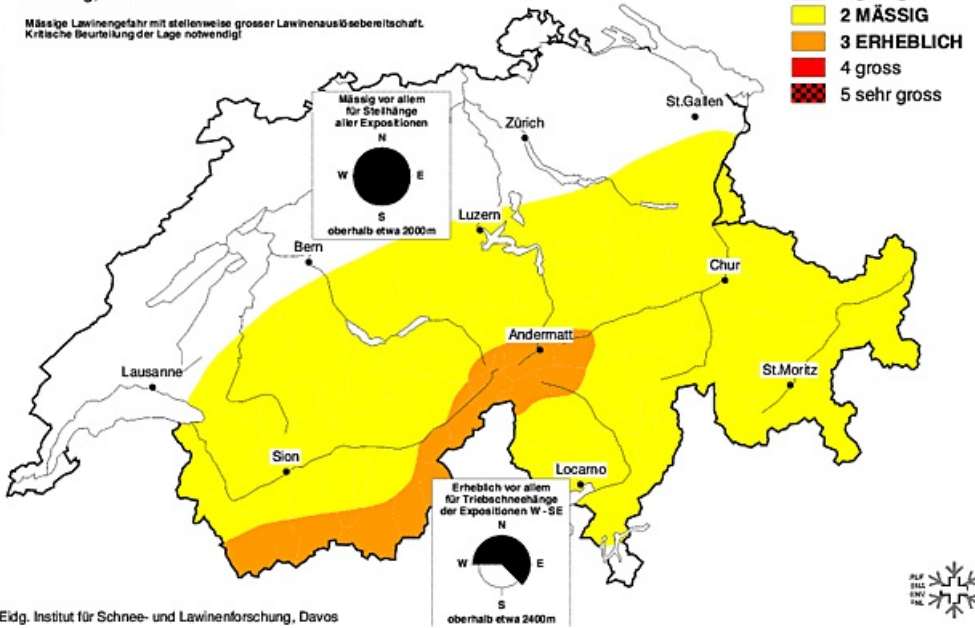 Mässige Lawinengefahr mit stellenweise grosser Lawinenauslösebereitschaft.
Kritische Beurteilung der Lage notwendig!
2 MÄSSIG
3 ERHEBLICH
4 gross
5 sehr gross
Mässig vor allem
für Steilhänge
aller Expositionen
N
W E
S
oberhalb etwa 2000m
St.Gallen
Zürich
Luzern
Bern
Chur
Andermatt
Lausanne
St.Moritz
Sion
Locarno
Erheblich vor allem
für Triebschneehänge
der Expositionen W - SE
N
W E
S
oberhalb etwa 2400m
Eidg. Institut für Schnee- und Lawinenforschung, Davos